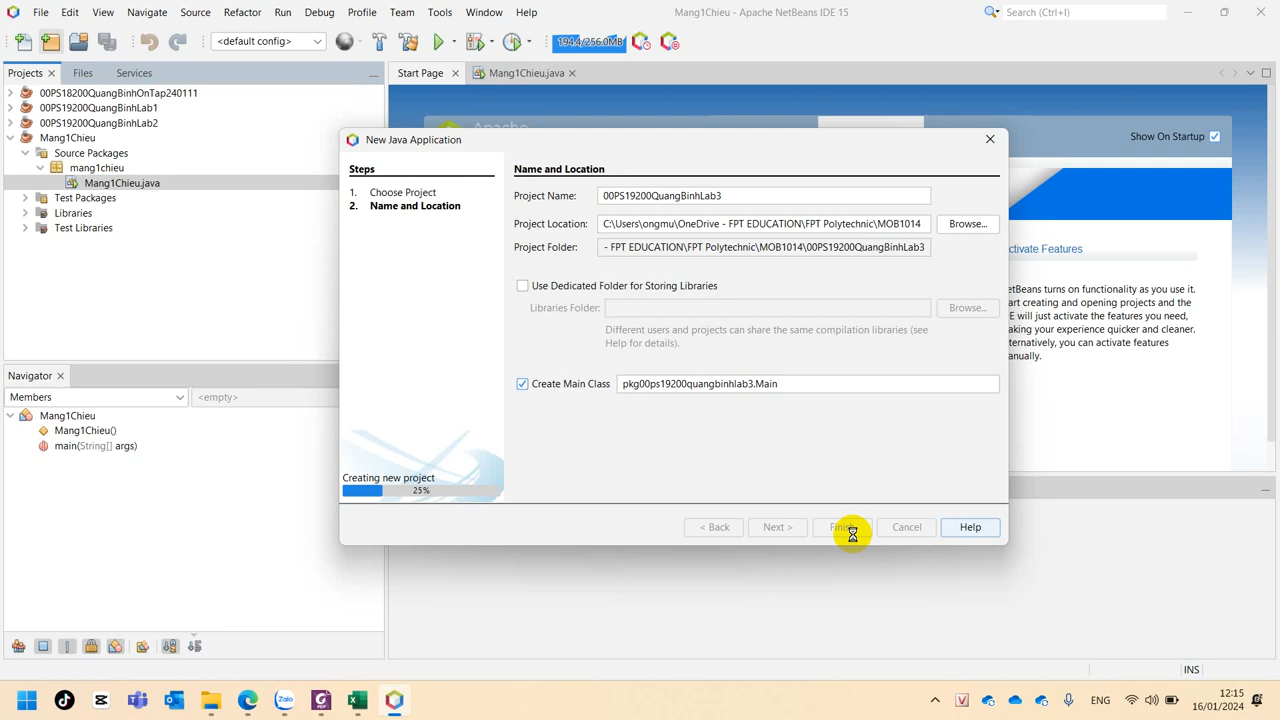 File Edit View Navigate Source Refactor Run Debug Profile Team Tools Window Help
Mang1Chieu - Apache NetBeans IDE 15
Search (Ctrl+I)
<default config>
194.4/256.0MB
Projects Files Services
Start Page Mang1Chieu.java
00PS18200QuangBinhOnTap240111
00PS19200QuangBinhLab1
00PS19200QuangBinhLab2
Mang1Chieu
Source Packages
mang1chieu
Mang1Chieu.java
Test Packages
Libraries
Test Libraries
Apache
Show On Startup
New Java Application
Steps
1. Choose Project
2. Name and Location
Name and Location
Project Name: 00PS19200QuangBinhLab3
Project Location: C:\Users\ongmu\OneDrive - FPT EDUCATION\FPT Polytechnic\MOB1014 Browse...
Project Folder: - FPT EDUCATION\FPT Polytechnic\MOB1014\00PS19200QuangBinhLab3
Use Dedicated Folder for Storing Libraries
Libraries Folder: Browse...
Different users and projects can share the same compilation libraries (see
Help for details).
Create Main Class pkg00ps19200quangbinhlab3.Main
Creating new project
25%
< Back Next > Finish Cancel Help
ctivate Features
etBeans turns on functionality as you use it.
art creating and opening projects and the
E will just activate the features you need,
aking your experience quicker and cleaner.
ternatively, you can activate features
anually.
Navigator
Members <empty>
Mang1Chieu
Mang1Chieu()
main(String[] args)
INS
ENG
12:15
16/01/2024